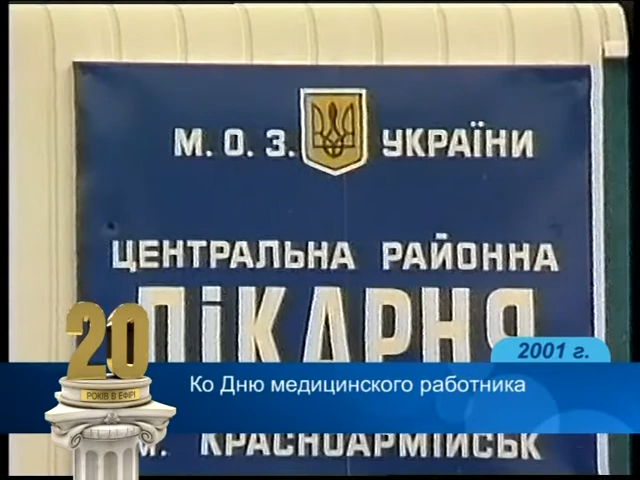 М. О. З. УКРАЇНИ
ЦЕНТРАЛЬНА РАЙОННА
ЛІКАРНЯ
2001 г.
20
РОКІВ В ЕФІРІ
Ко Дню медицинского работника
м. КРАСНОАРМІЙСЬК